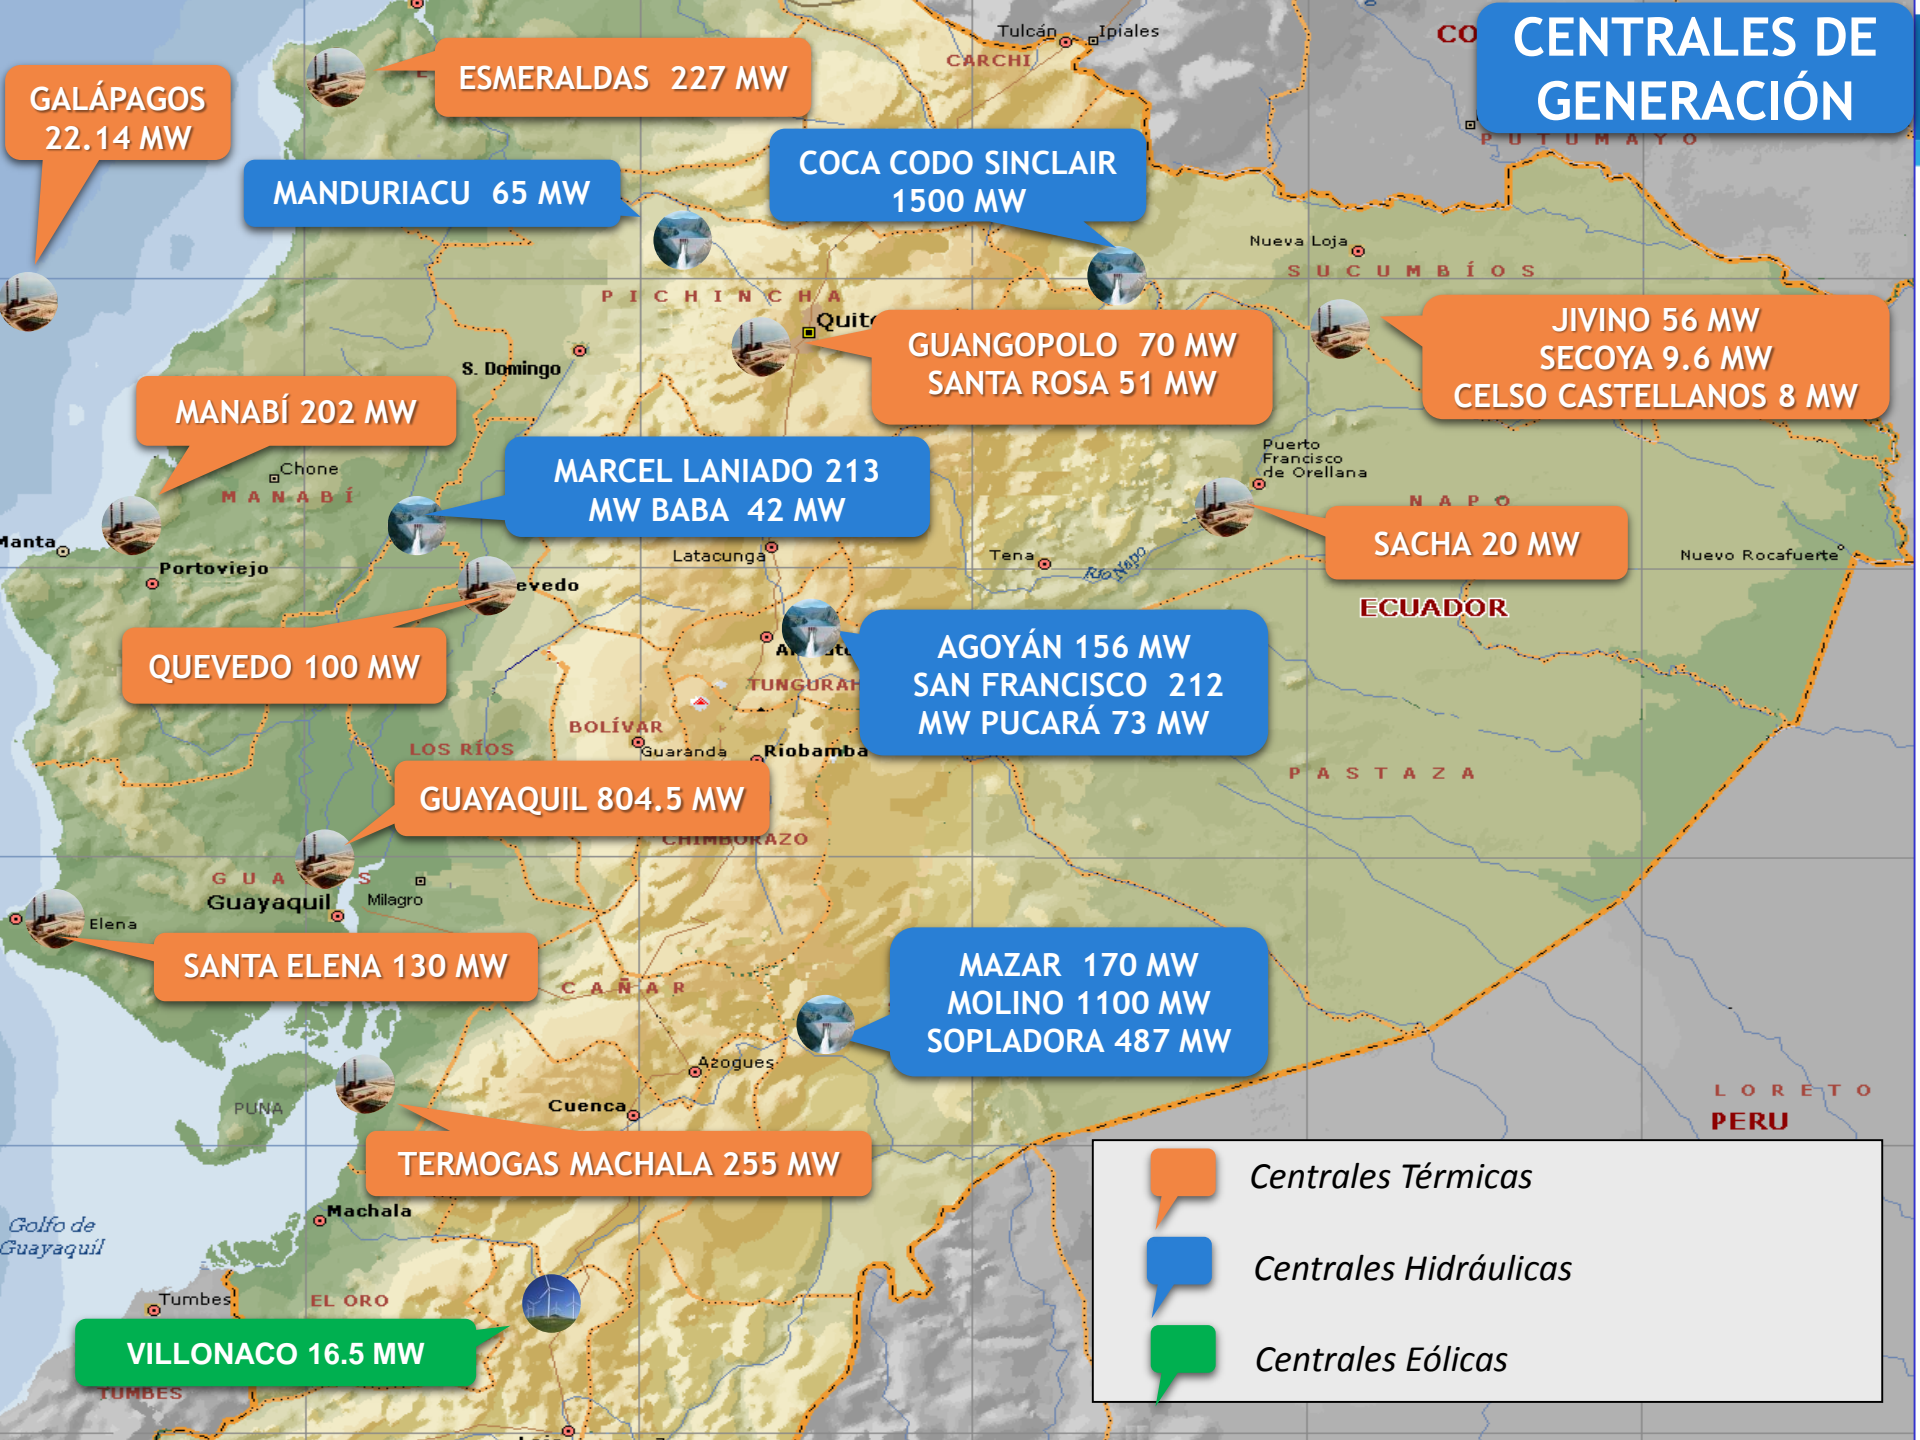 CENTRALES DE
GENERACIÓN
Tulcán
Ipiales
CARCHI
CO
PUTUMAYO
ESMERALDAS 227 MW
GALÁPAGOS
22.14 MW
MANDURIACU 65 MW
COCA CODO SINCLAIR
1500 MW
Nueva Loja
SUCUMBÍOS
PICHINCHA
JIVINO 56 MW
SECOYA 9.6 MW
CELSO CASTELLANOS 8 MW
GUANGOPOLO 70 MW
SANTA ROSA 51 MW
S. Domingo
MANABÍ 202 MW
Chone
MANABÍ
MARCEL LANIADO 213
MW BABA 42 MW
Puerto
Francisco
de Orellana
NAPO
SACHA 20 MW
Nuevo Rocafuerte
Manta
Portoviejo
Latacunga
Tena
Río Napo
evedo
ECUADOR
QUEVEDO 100 MW
AGOYÁN 156 MW
SAN FRANCISCO 212
MW PUCARÁ 73 MW
TUNGURAH
BOLÍVAR
LOS RÍOS
Guaranda
Riobamba
PASTAZA
GUAYAQUIL 804.5 MW
CHIMBORAZO
GUA S
Guayaquil
Milagro
Elena
SANTA ELENA 130 MW
CAÑAR
MAZAR 170 MW
MOLINO 1100 MW
SOPLADORA 487 MW
Azogues
PUNA
Cuenca
LORETO
PERU
TERMOGAS MACHALA 255 MW
Centrales Térmicas
Machala
Golfo de
Guayaquíl
Centrales Hidráulicas
Tumbes
EL ORO
VILLONACO 16.5 MW
Centrales Eólicas
TUMBES